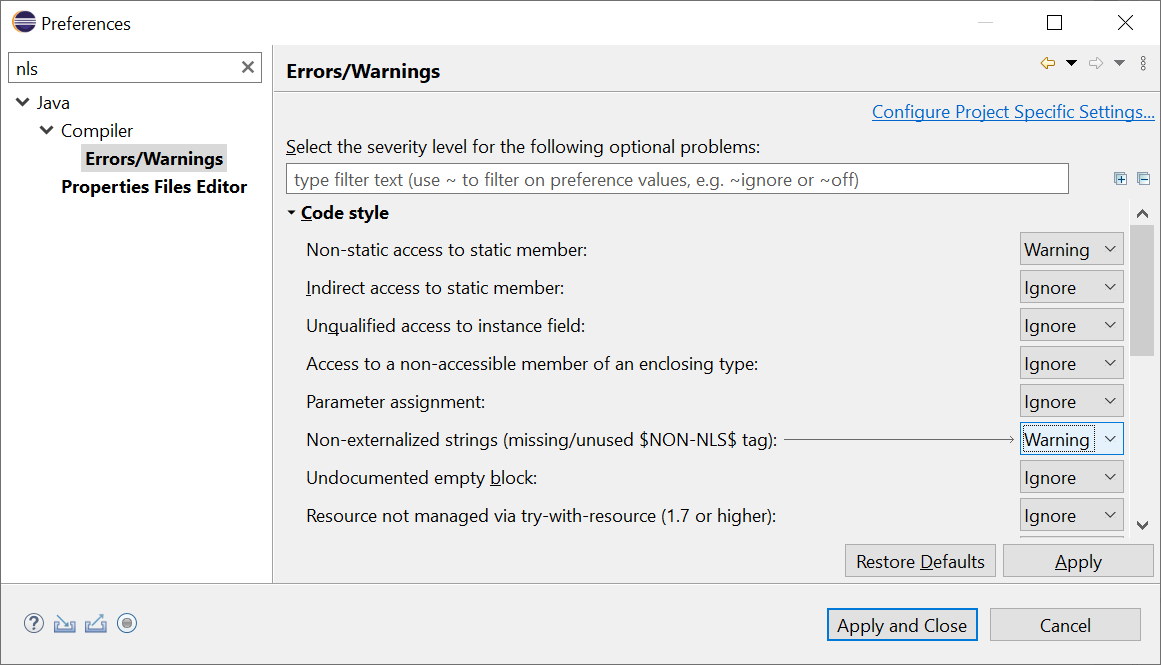 Preferences
nls
Java
Compiler
Errors/Warnings
Properties Files Editor
Errors/Warnings
Configure Project Specific Settings...
Select the severity level for the following optional problems:
type filter text (use ~ to filter on preference values, e.g. ~ignore or ~off)
Code style
Non-static access to static member: Warning
Indirect access to static member: Ignore
Unqualified access to instance field: Ignore
Access to a non-accessible member of an enclosing type: Ignore
Parameter assignment: Ignore
Non-externalized strings (missing/unused $NON-NLS$ tag): Warning
Undocumented empty block: Ignore
Resource not managed via try-with-resource (1.7 or higher): Ignore
Restore Defaults Apply
Apply and Close Cancel